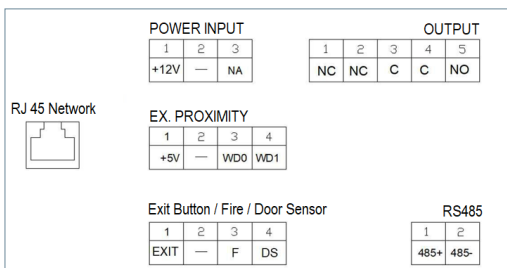 POWER INPUT
1 2 3
+12V — NA
OUTPUT
1 2 3 4 5
NC NC C C NO
RJ 45 Network
EX. PROXIMITY
1 2 3 4
+5V — WD0 WD1
Exit Button / Fire / Door Sensor
1 2 3 4
EXIT — F DS
RS485
1 2
485+ 485-